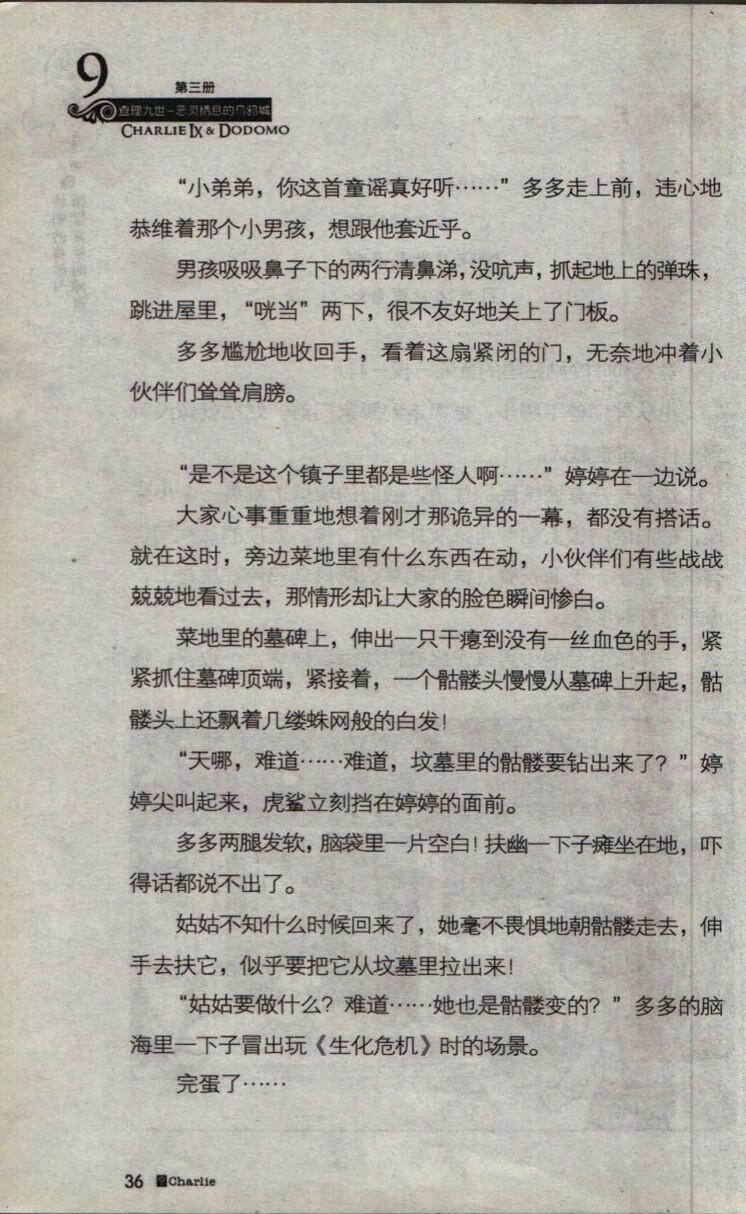 9
第三册
查理九世-恶灵栖息的乌鸦城
CHARLIE IX & DODOMO
“小弟弟，你这首童谣真好听……”多多走上前，违心地
恭维着那个小男孩，想跟他套近乎。
男孩吸吸鼻子下的两行清鼻涕，没吭声，抓起地上的弹珠，
跳进屋里，“咣当”两下，很不友好地关上了门板。
多多尴尬地收回手，看着这扇紧闭的门，无奈地冲着小
伙伴们耸耸肩膀。
“是不是这个镇子里都是些怪人啊……”婷婷在一边说。
大家心事重重地想着刚才那诡异的一幕，都没有搭话。
就在这时，旁边菜地里有什么东西在动，小伙伴们有些战战
兢兢地看过去，那情形却让大家的脸色瞬间惨白。
菜地里的墓碑上，伸出一只干瘪到没有一丝血色的手，紧
紧抓住墓碑顶端，紧接着，一个骷髅头慢慢从墓碑上升起，骷
髅头上还飘着几缕蛛网般的白发！
“天哪，难道……难道，坟墓里的骷髅要钻出来了？”婷
婷尖叫起来，虎鲨立刻挡在婷婷的面前。
多多两腿发软，脑袋里一片空白！扶幽一下子瘫坐在地，吓
得话都说不出了。
姑姑不知什么时候回来了，她毫不畏惧地朝骷髅走去，伸
手去扶它，似乎要把它从坟墓里拉出来！
“姑姑要做什么？难道……她也是骷髅变的？”多多的脑
海里一下子冒出玩《生化危机》时的场景。
完蛋了……
36 Charlie